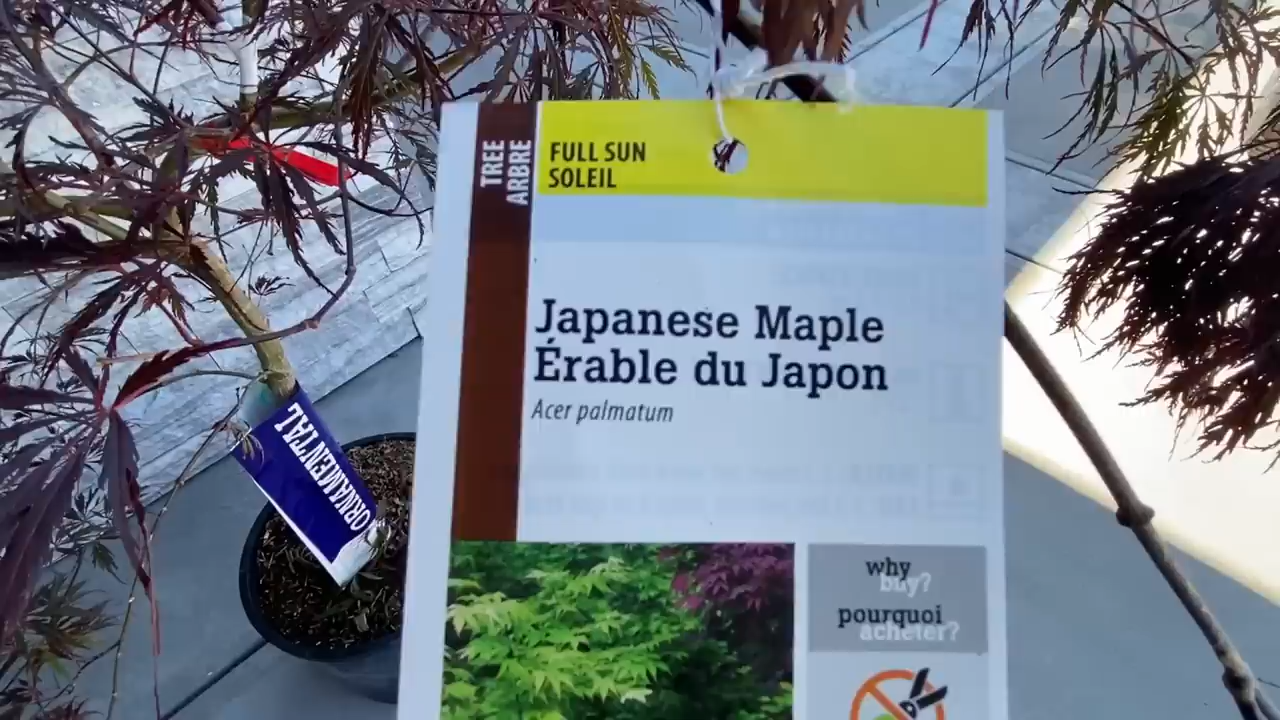 TREE
ARBRE
FULL SUN
SOLEIL
Japanese Maple
Érable du Japon
Acer palmatum
ORNAMENTAL
why
buy?
pourquoi
acheter?